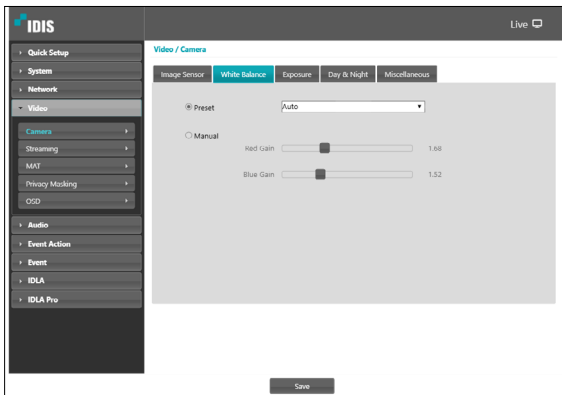 IDIS
Live
Quick Setup
System
Network
Video
Camera
Streaming
MAT
Privacy Masking
OSD
Audio
Event Action
Event
IDLA
IDLA Pro
Video / Camera
Image Sensor White Balance Exposure Day & Night Miscellaneous
Preset Auto
Manual
Red Gain 1.68
Blue Gain 1.52
Save